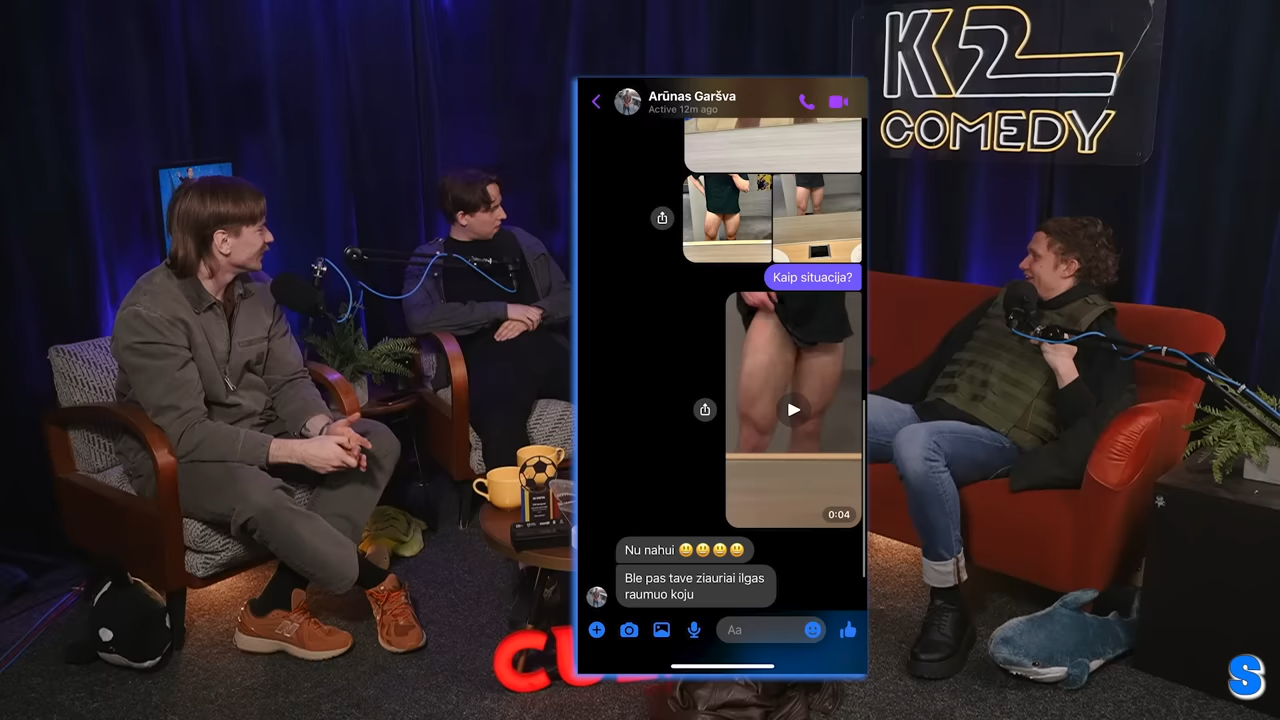 K2
COMEDY
Arūnas Garšva
Active 12m ago
Kaip situacija?
0:04
Nu nahui 😃😃😃😃
Ble pas tave ziauriai ilgas
raumuo koju
Aa
S